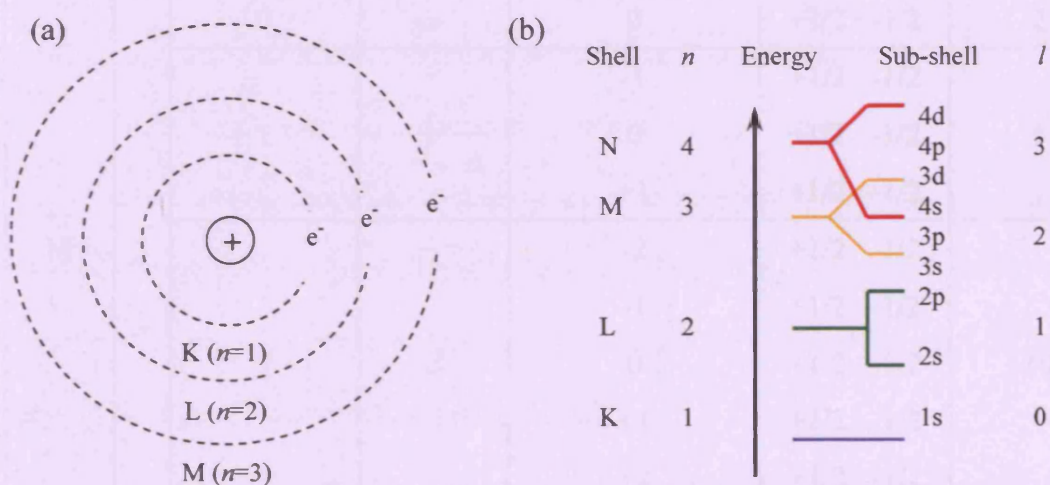 (a)
e⁻
e⁻
e⁻
+
K (n=1)
L (n=2)
M (n=3)
(b)
Shell n Energy Sub-shell l
4d
N 4 4p 3
3d
M 3 4s
3p 2
3s
2p
L 2 1
2s
K 1 1s 0